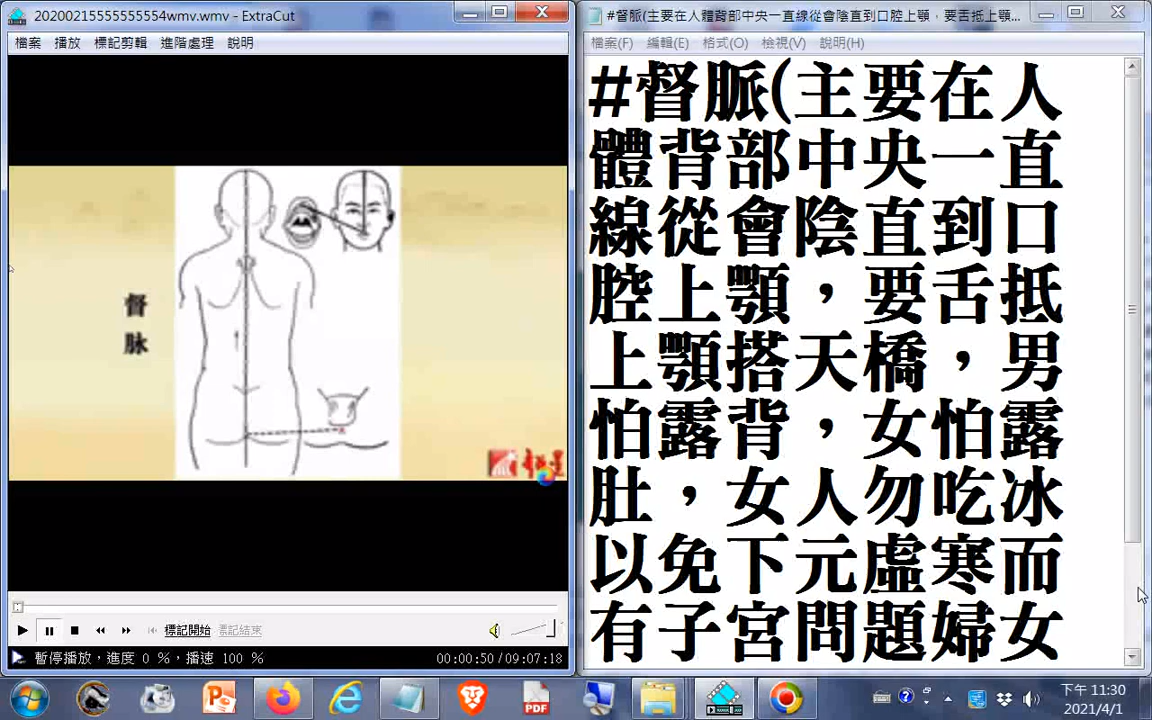 20200215555555554wmv.wmv - ExtraCut
檔案 播放 標記剪輯 進階處理 說明
督
脉
標記開始 標記結束
暫停播放，進度 0 %，播速 100 %
00:00:50 / 09:07:18
#督脈(主要在人體背部中央一直線從會陰直到口腔上顎，要舌抵上顎...
檔案(F) 編輯(E) 格式(O) 檢視(V) 說明(H)
#督脈(主要在人
體背部中央一直
線從會陰直到口
腔上顎，要舌抵
上顎搭天橋，男
怕露背，女怕露
肚，女人勿吃冰
以免下元虛寒而
有子宮問題婦女
PDF
下午 11:30
2021/4/1